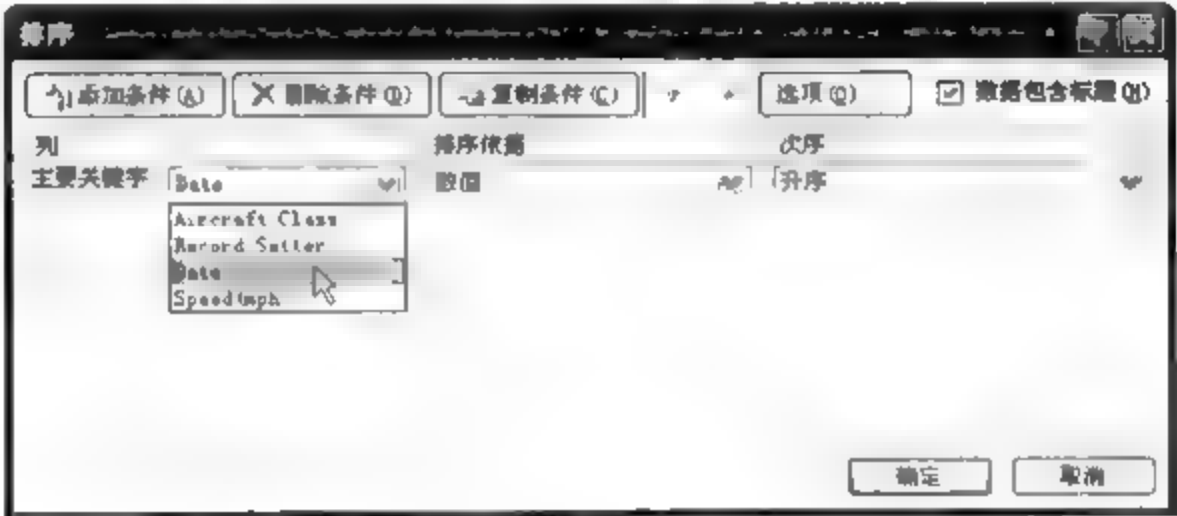 排序
添加条件(A) 删除条件(D) 复制条件(C) 选项(O) 数据包含标题(H)
列 排序依据 次序
主要关键字 Date 数值 升序
Aircraft Class
Record Setter
Date
Speed(mph
确定 取消